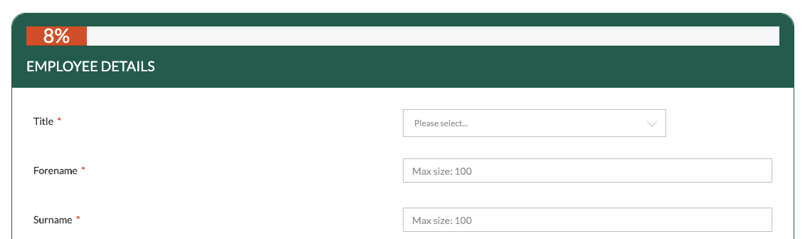 8%
EMPLOYEE DETAILS
Title * Please select...
Forename * Max size: 100
Surname * Max size: 100